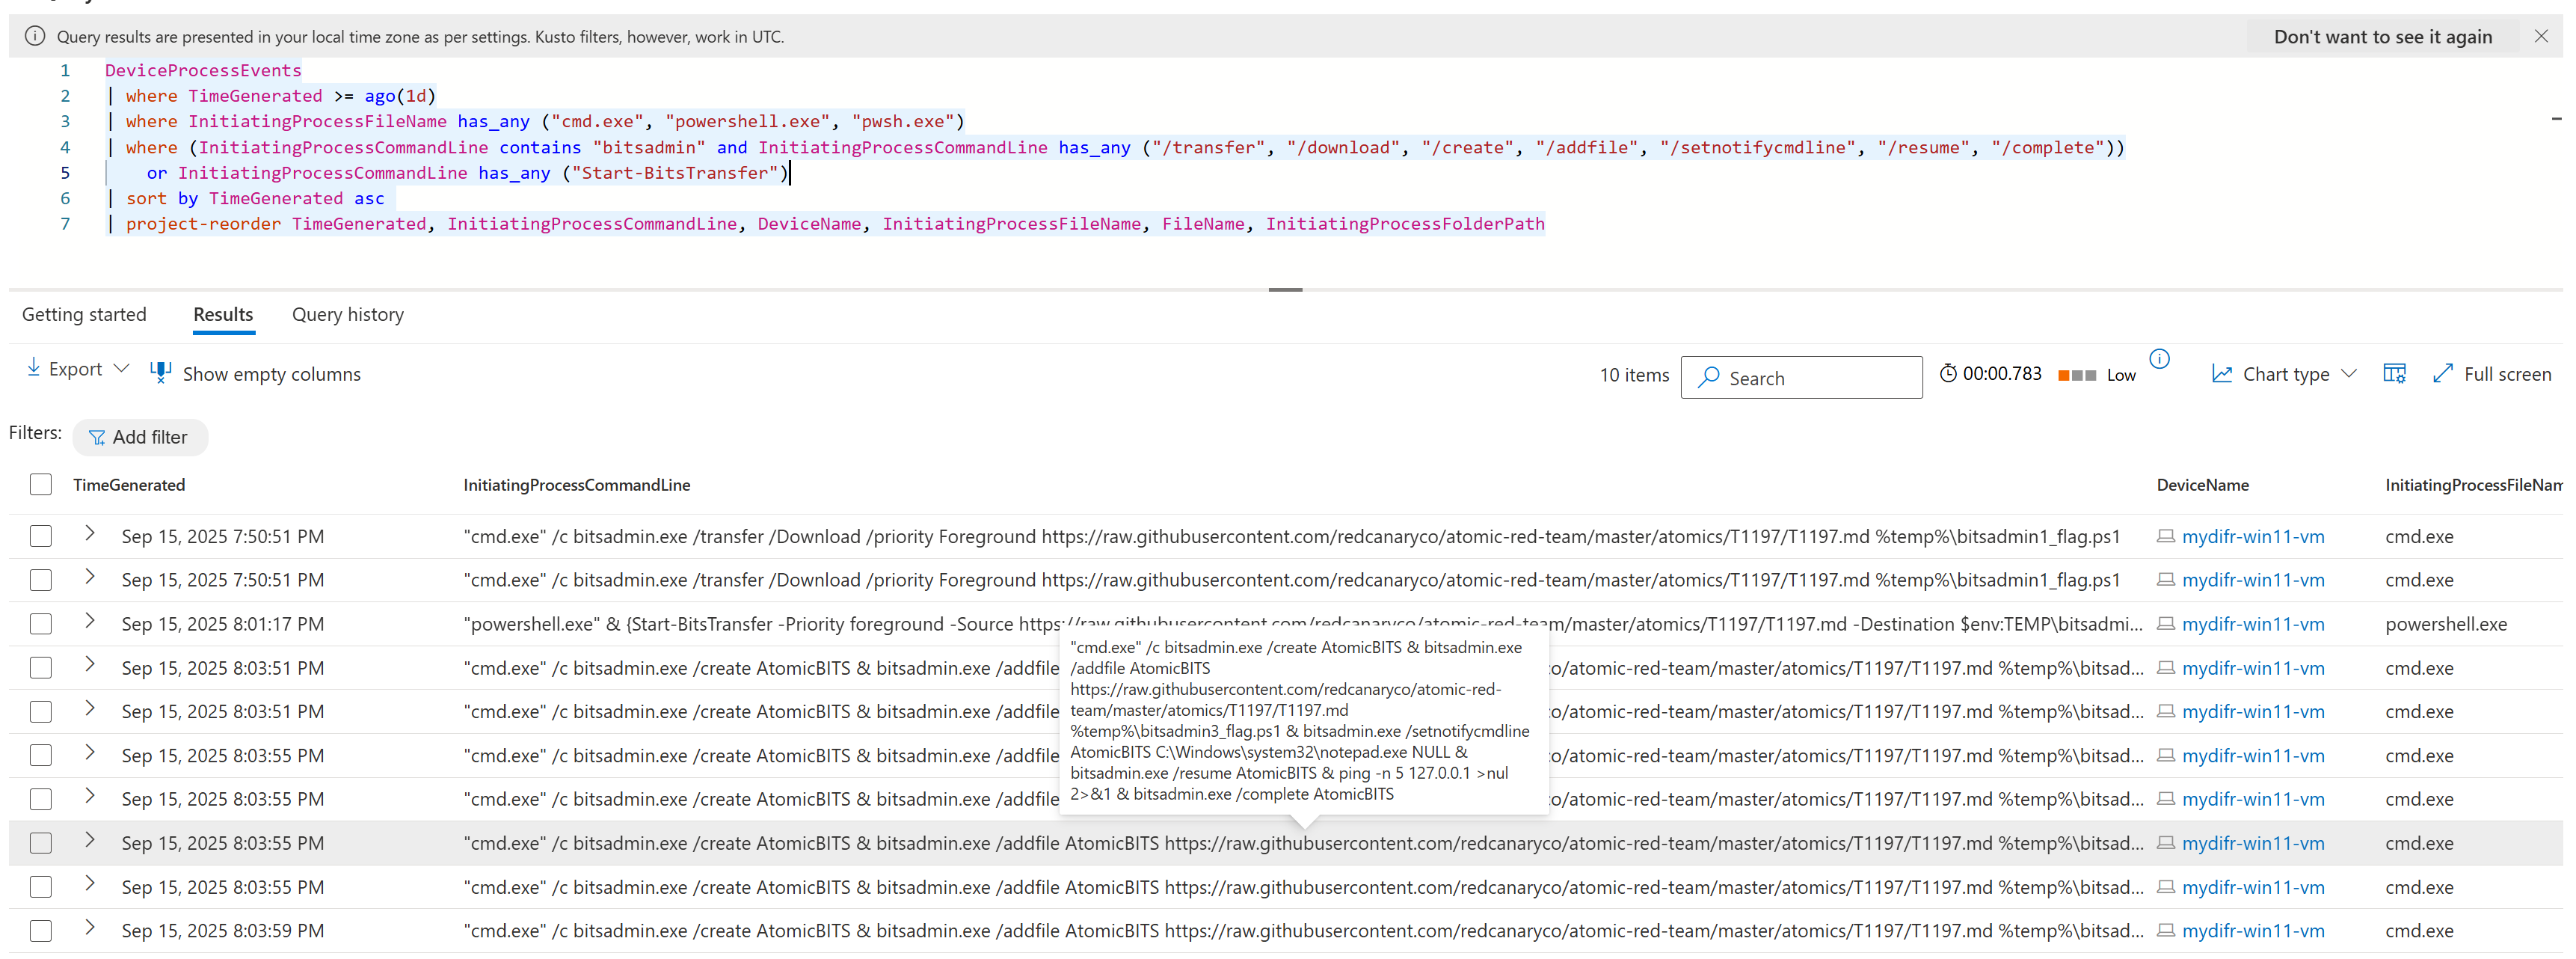 Query results are presented in your local time zone as per settings. Kusto filters, however, work in UTC.
Don't want to see it again
1 DeviceProcessEvents
2 | where TimeGenerated >= ago(1d)
3 | where InitiatingProcessFileName has_any ("cmd.exe", "powershell.exe", "pwsh.exe")
4 | where (InitiatingProcessCommandLine contains "bitsadmin" and InitiatingProcessCommandLine has_any ("/transfer", "/download", "/create", "/addfile", "/setnotifycmdline", "/resume", "/complete"))
5 or InitiatingProcessCommandLine has_any ("Start-BitsTransfer")
6 | sort by TimeGenerated asc
7 | project-reorder TimeGenerated, InitiatingProcessCommandLine, DeviceName, InitiatingProcessFileName, FileName, InitiatingProcessFolderPath
Getting started Results Query history
Export Show empty columns 10 items Search 00:00.783 Low Chart type Full screen
Filters: Add filter
TimeGenerated InitiatingProcessCommandLine DeviceName InitiatingProcessFileNam
Sep 15, 2025 7:50:51 PM "cmd.exe" /c bitsadmin.exe /transfer /Download /priority Foreground https://raw.githubusercontent.com/redcanaryco/atomic-red-team/master/atomics/T1197/T1197.md %temp%\bitsadmin1_flag.ps1 mydifr-win11-vm cmd.exe
Sep 15, 2025 7:50:51 PM "cmd.exe" /c bitsadmin.exe /transfer /Download /priority Foreground https://raw.githubusercontent.com/redcanaryco/atomic-red-team/master/atomics/T1197/T1197.md %temp%\bitsadmin1_flag.ps1 mydifr-win11-vm cmd.exe
Sep 15, 2025 8:01:17 PM "powershell.exe" & {Start-BitsTransfer -Priority foreground -Source https://raw.githubusercontent.com/redcanaryco/atomic-red-team/master/atomics/T1197/T1197.md -Destination $env:TEMP\bitsadmi... mydifr-win11-vm powershell.exe
Sep 15, 2025 8:03:51 PM "cmd.exe" /c bitsadmin.exe /create AtomicBITS & bitsadmin.exe /addfile co/atomic-red-team/master/atomics/T1197/T1197.md %temp%\bitsad... mydifr-win11-vm cmd.exe
Sep 15, 2025 8:03:51 PM "cmd.exe" /c bitsadmin.exe /create AtomicBITS & bitsadmin.exe /addfile co/atomic-red-team/master/atomics/T1197/T1197.md %temp%\bitsad... mydifr-win11-vm cmd.exe
Sep 15, 2025 8:03:55 PM "cmd.exe" /c bitsadmin.exe /create AtomicBITS & bitsadmin.exe /addfile co/atomic-red-team/master/atomics/T1197/T1197.md %temp%\bitsad... mydifr-win11-vm cmd.exe
Sep 15, 2025 8:03:55 PM "cmd.exe" /c bitsadmin.exe /create AtomicBITS & bitsadmin.exe /addfile co/atomic-red-team/master/atomics/T1197/T1197.md %temp%\bitsad... mydifr-win11-vm cmd.exe
"cmd.exe" /c bitsadmin.exe /create AtomicBITS & bitsadmin.exe
/addfile AtomicBITS
https://raw.githubusercontent.com/redcanaryco/atomic-red-
team/master/atomics/T1197/T1197.md
%temp%\bitsadmin3_flag.ps1 & bitsadmin.exe /setnotifycmdline
AtomicBITS C:\Windows\system32\notepad.exe NULL &
bitsadmin.exe /resume AtomicBITS & ping -n 5 127.0.0.1 >nul
2>&1 & bitsadmin.exe /complete AtomicBITS
Sep 15, 2025 8:03:55 PM "cmd.exe" /c bitsadmin.exe /create AtomicBITS & bitsadmin.exe /addfile AtomicBITS https://raw.githubusercontent.com/redcanaryco/atomic-red-team/master/atomics/T1197/T1197.md %temp%\bitsad... mydifr-win11-vm cmd.exe
Sep 15, 2025 8:03:55 PM "cmd.exe" /c bitsadmin.exe /create AtomicBITS & bitsadmin.exe /addfile AtomicBITS https://raw.githubusercontent.com/redcanaryco/atomic-red-team/master/atomics/T1197/T1197.md %temp%\bitsad... mydifr-win11-vm cmd.exe
Sep 15, 2025 8:03:59 PM "cmd.exe" /c bitsadmin.exe /create AtomicBITS & bitsadmin.exe /addfile AtomicBITS https://raw.githubusercontent.com/redcanaryco/atomic-red-team/master/atomics/T1197/T1197.md %temp%\bitsad... mydifr-win11-vm cmd.exe